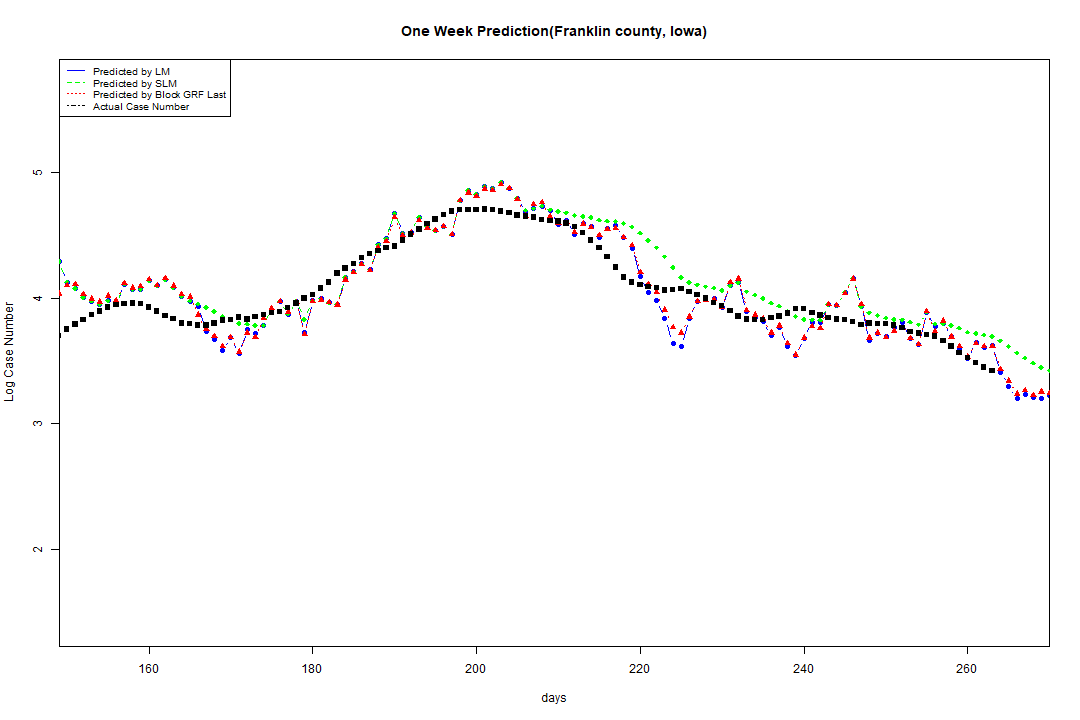 One Week Prediction(Franklin county, Iowa)
Predicted by LM
Predicted by SLM
Predicted by Block GRF Last
Actual Case Number
Log Case Number
5
4
3
2
160 180 200 220 240 260
days